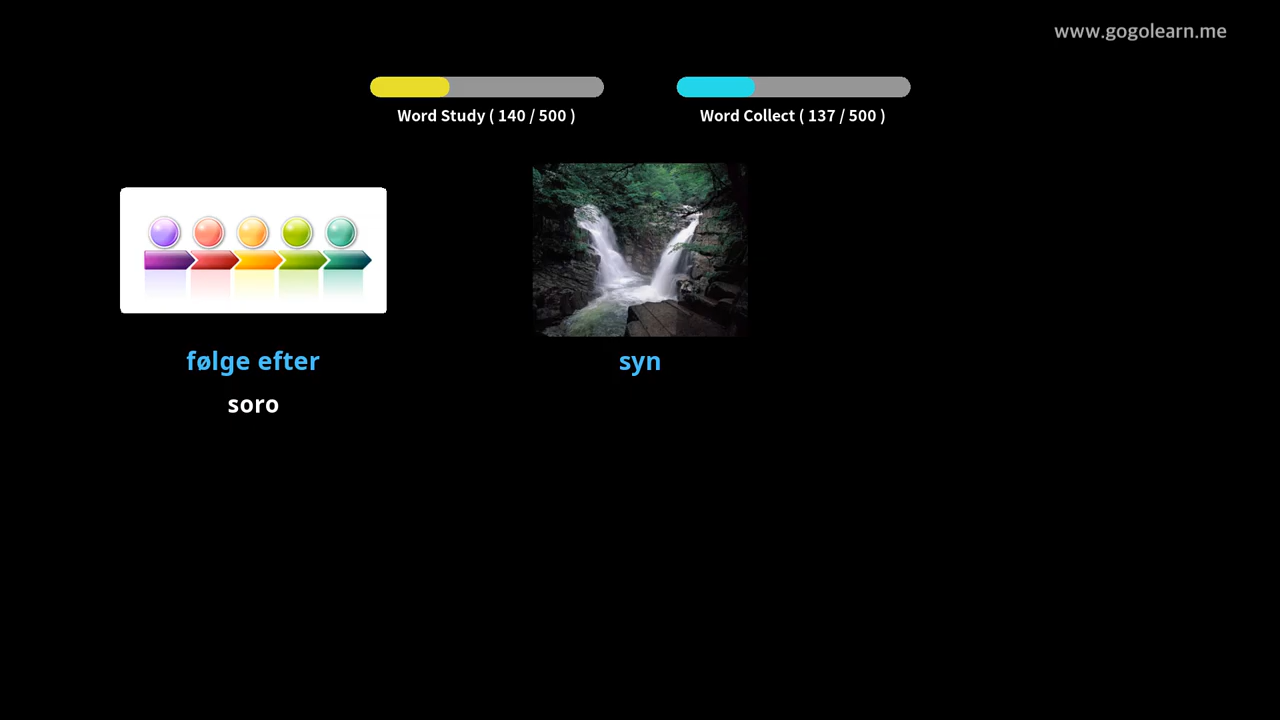 www.gogolearn.me
Word Study ( 140 / 500 )
Word Collect ( 137 / 500 )
følge efter
soro
syn